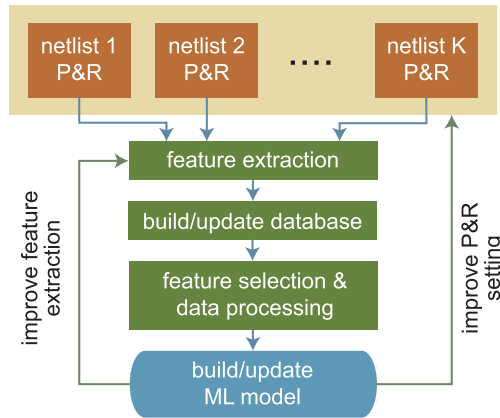 netlist 1
P&R
netlist 2
P&R
....
netlist K
P&R
feature extraction
build/update database
feature selection &
data processing
build/update
ML model
improve feature
extraction
improve P&R
setting